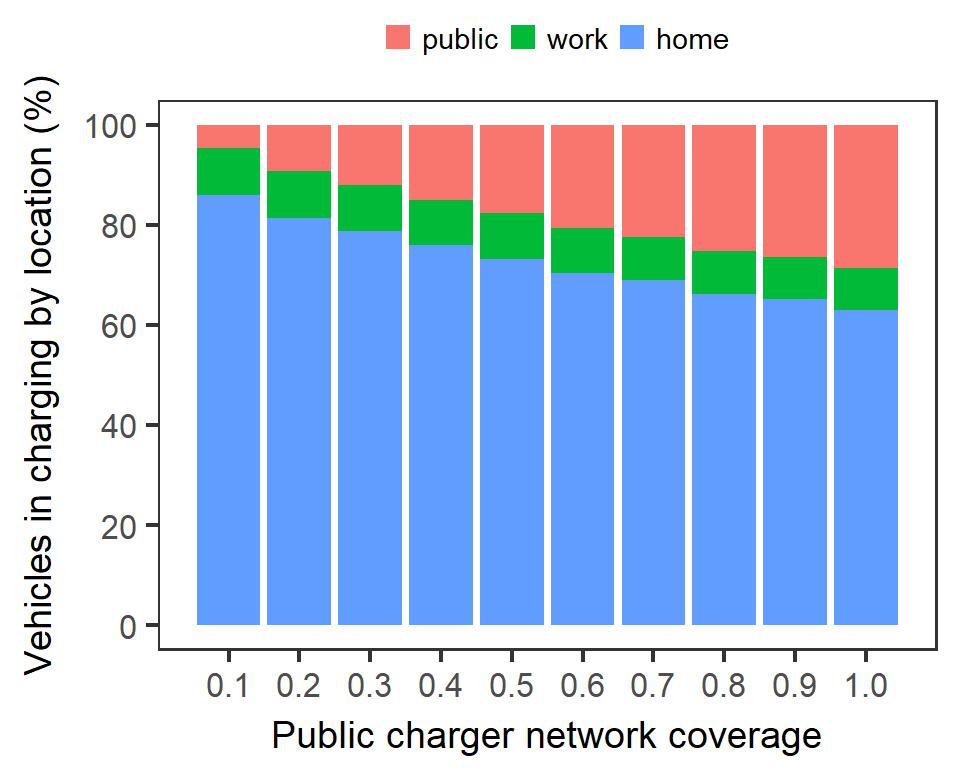 public work home
Vehicles in charging by location (%)
100
80
60
40
20
0
0.1 0.2 0.3 0.4 0.5 0.6 0.7 0.8 0.9 1.0
Public charger network coverage